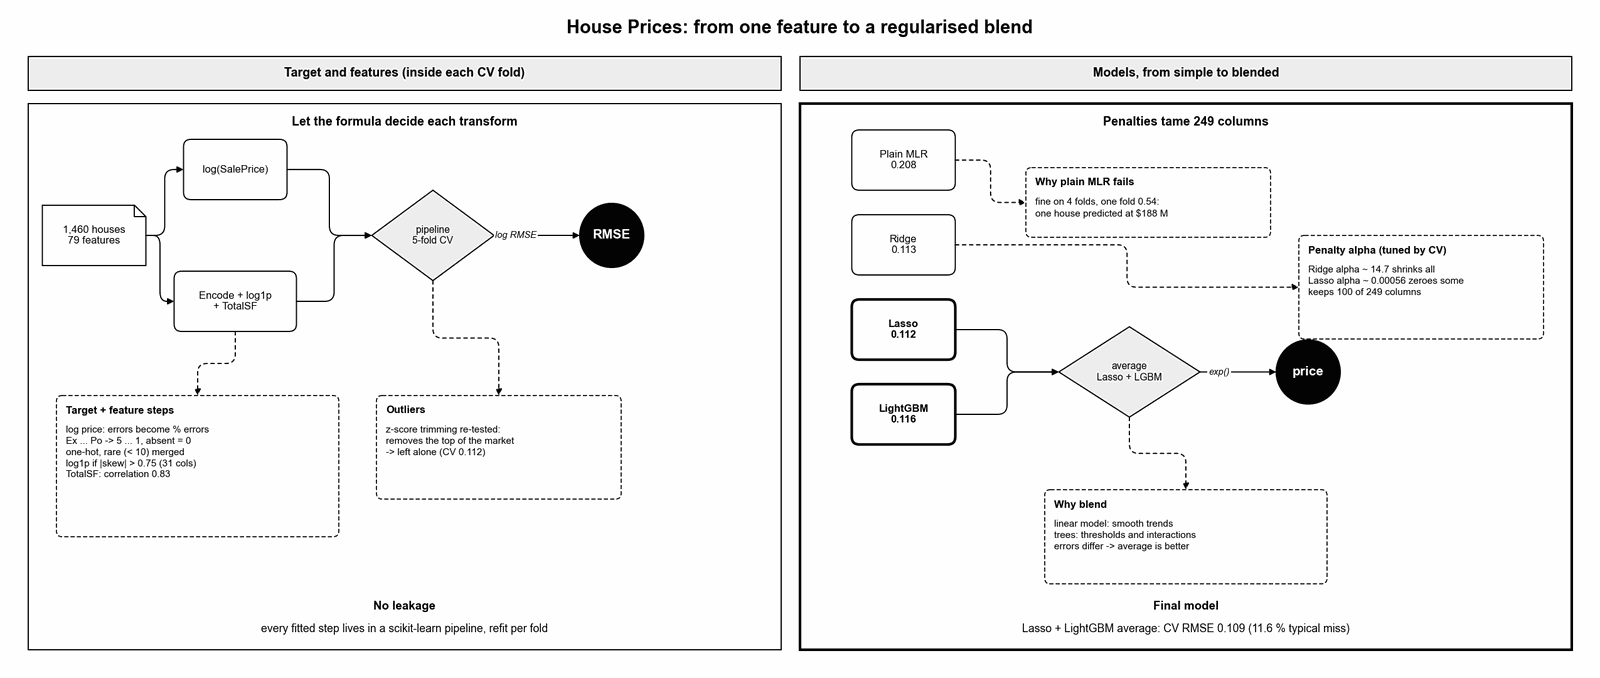 House Prices: from one feature to a regularised blend
Target and features (inside each CV fold)
Let the formula decide each transform
1,460 houses
79 features
log(SalePrice)
Encode + log1p
+ TotalSF
pipeline
5-fold CV
log RMSE
RMSE
Target + feature steps
log price: errors become % errors
Ex ... Po -> 5 ... 1, absent = 0
one-hot, rare (< 10) merged
log1p if |skew| > 0.75 (31 cols)
TotalSF: correlation 0.83
Outliers
z-score trimming re-tested:
removes the top of the market
-> left alone (CV 0.112)
No leakage
every fitted step lives in a scikit-learn pipeline, refit per fold
Models, from simple to blended
Penalties tame 249 columns
Plain MLR
0.208
Why plain MLR fails
fine on 4 folds, one fold 0.54:
one house predicted at $188 M
Ridge
0.113
Penalty alpha (tuned by CV)
Ridge alpha ~ 14.7 shrinks all
Lasso alpha ~ 0.00056 zeroes some
keeps 100 of 249 columns
Lasso
0.112
LightGBM
0.116
average
Lasso + LGBM
exp()
price
Why blend
linear model: smooth trends
trees: thresholds and interactions
errors differ -> average is better
Final model
Lasso + LightGBM average: CV RMSE 0.109 (11.6 % typical miss)